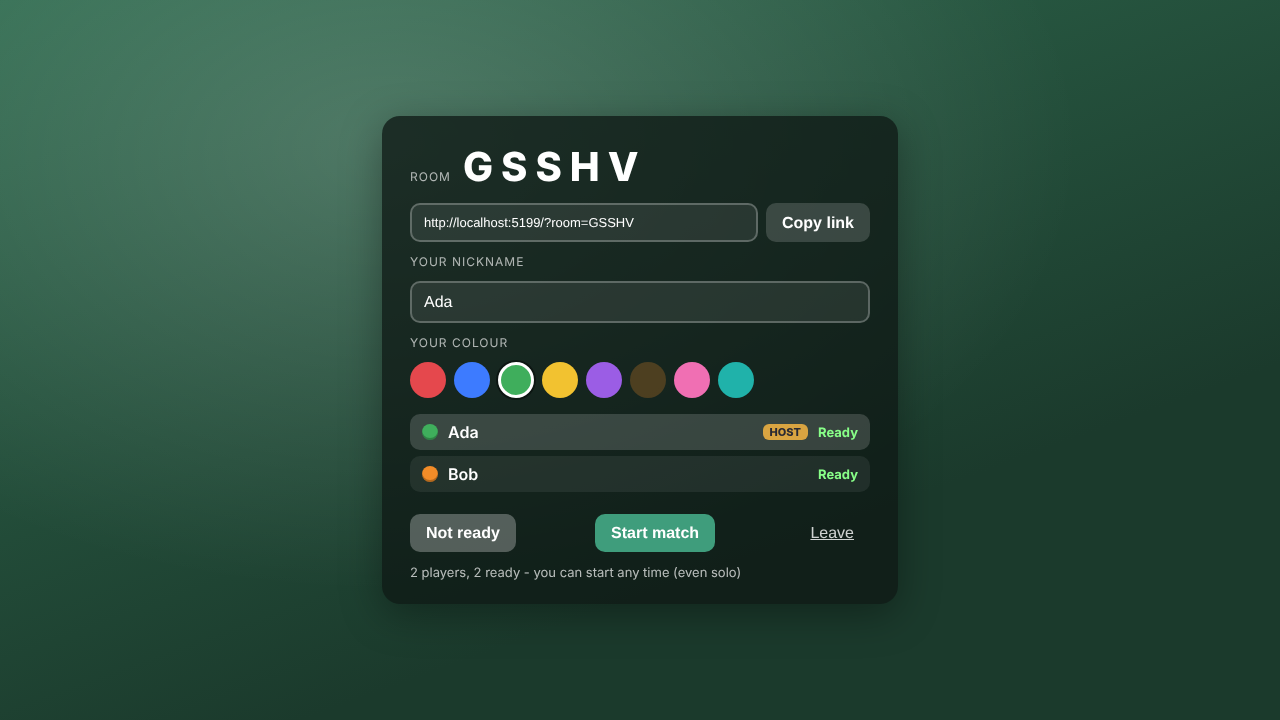 ROOM GSSHV
http://localhost:5199/?room=GSSHV Copy link
YOUR NICKNAME
Ada
YOUR COLOUR
Ada HOST Ready
Bob Ready
Not ready Start match Leave
2 players, 2 ready - you can start any time (even solo)